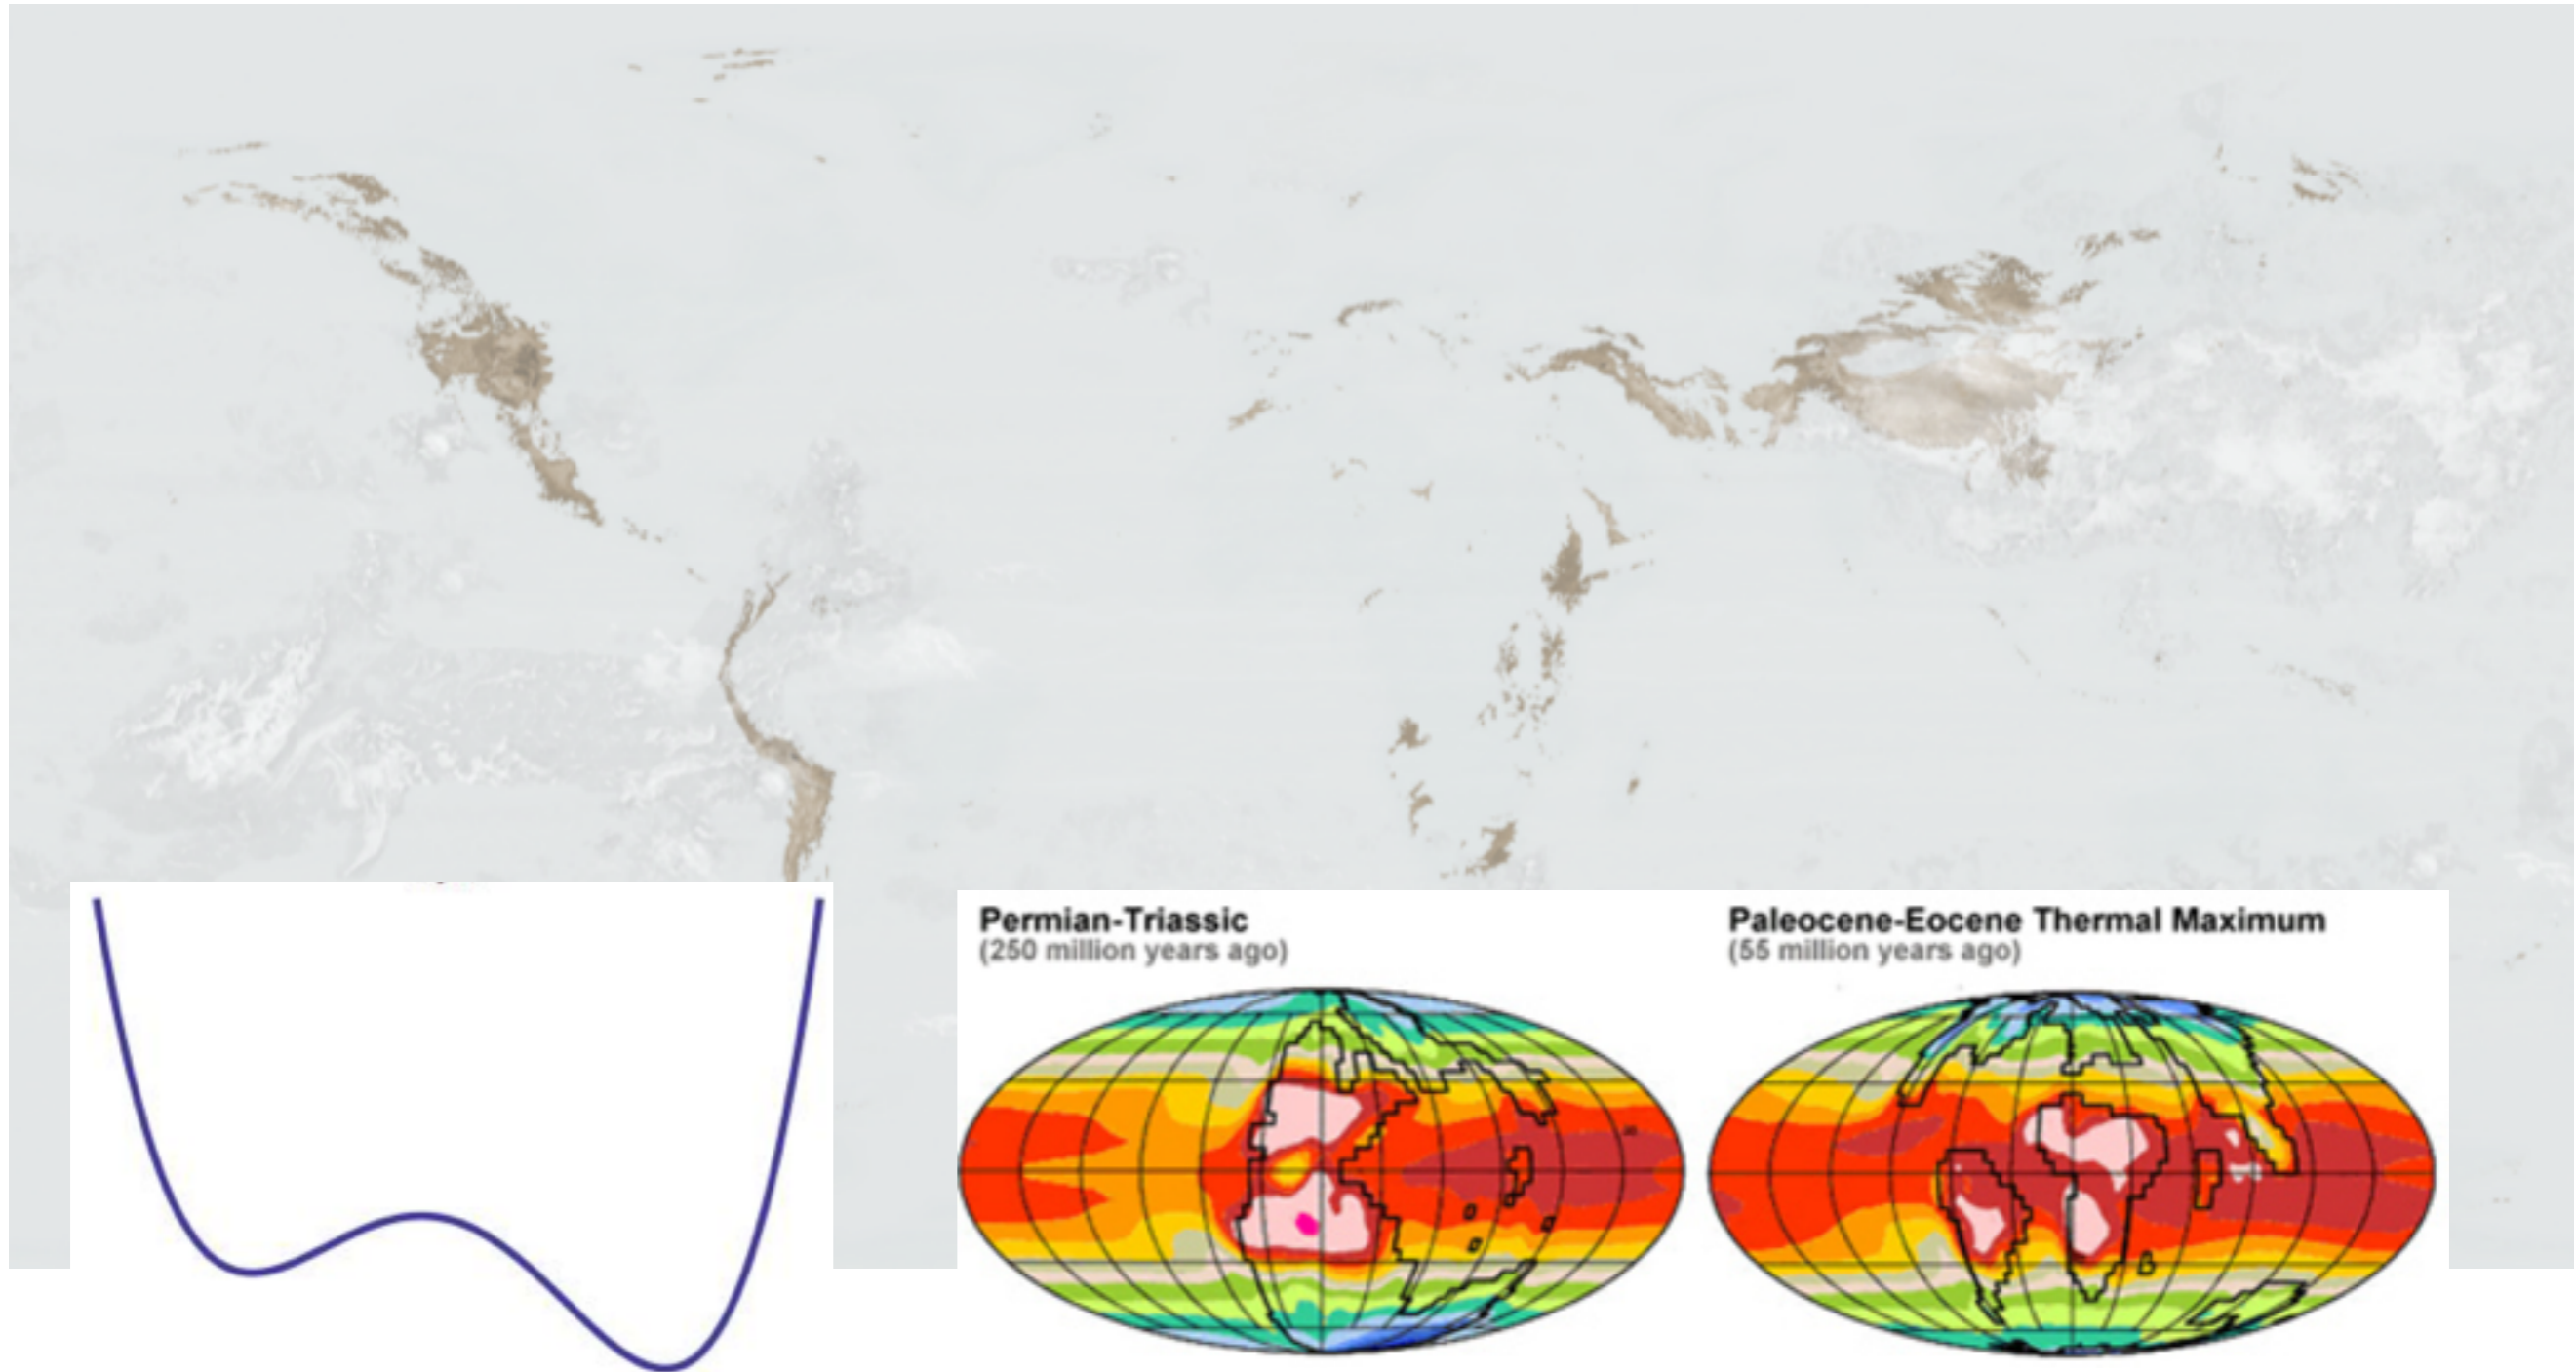 Permian-Triassic
(250 million years ago)
Paleocene-Eocene Thermal Maximum
(55 million years ago)